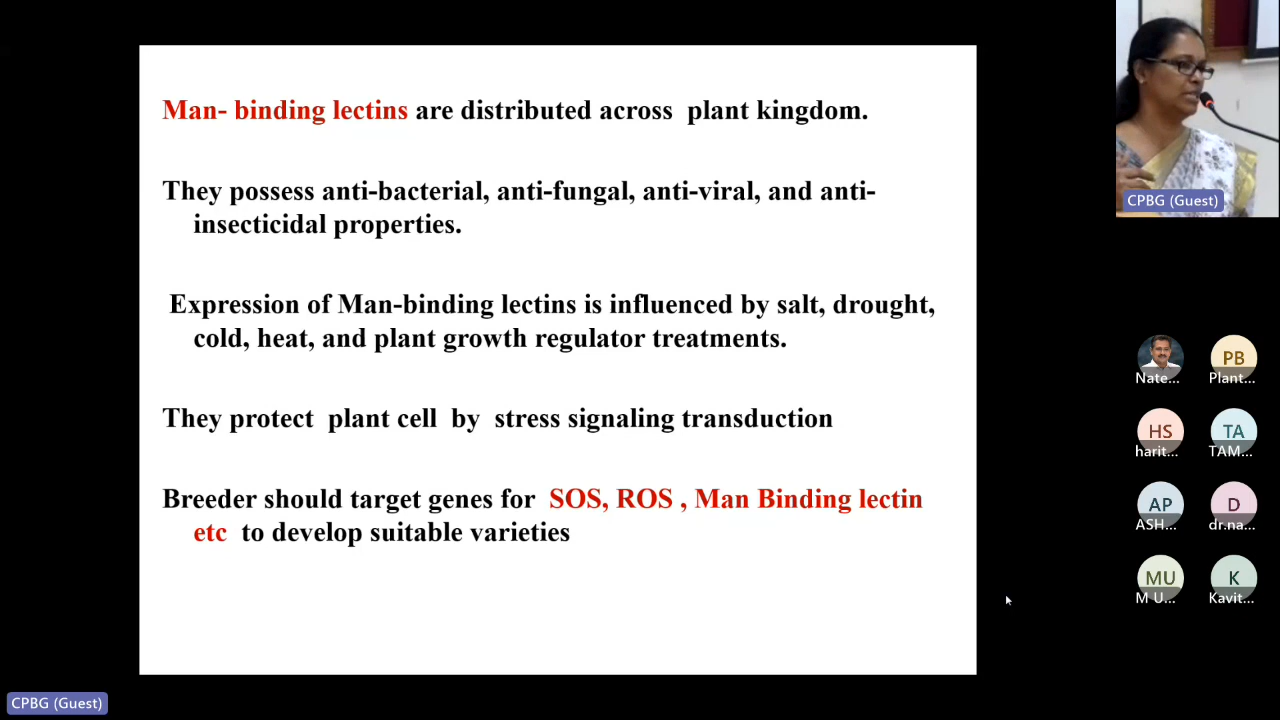 Man- binding lectins are distributed across plant kingdom.
They possess anti-bacterial, anti-fungal, anti-viral, and anti-
insecticidal properties.
Expression of Man-binding lectins is influenced by salt, drought,
cold, heat, and plant growth regulator treatments.
They protect plant cell by stress signaling transduction
Breeder should target genes for SOS, ROS , Man Binding lectin
etc to develop suitable varieties
CPBG (Guest)
Nate...
PB
Plant...
HS
harit...
TA
TAM...
AP
ASH...
D
dr.na...
MU
M U...
K
Kavit...
CPBG (Guest)